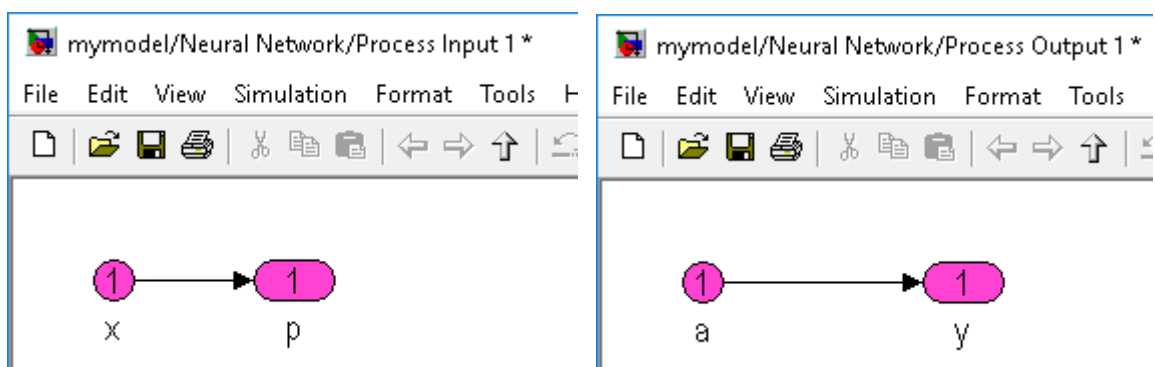 mymodel/Neural Network/Process Input 1 *
File Edit View Simulation Format Tools
1 1
x p
mymodel/Neural Network/Process Output 1 *
File Edit View Simulation Format Tools
1 1
a y